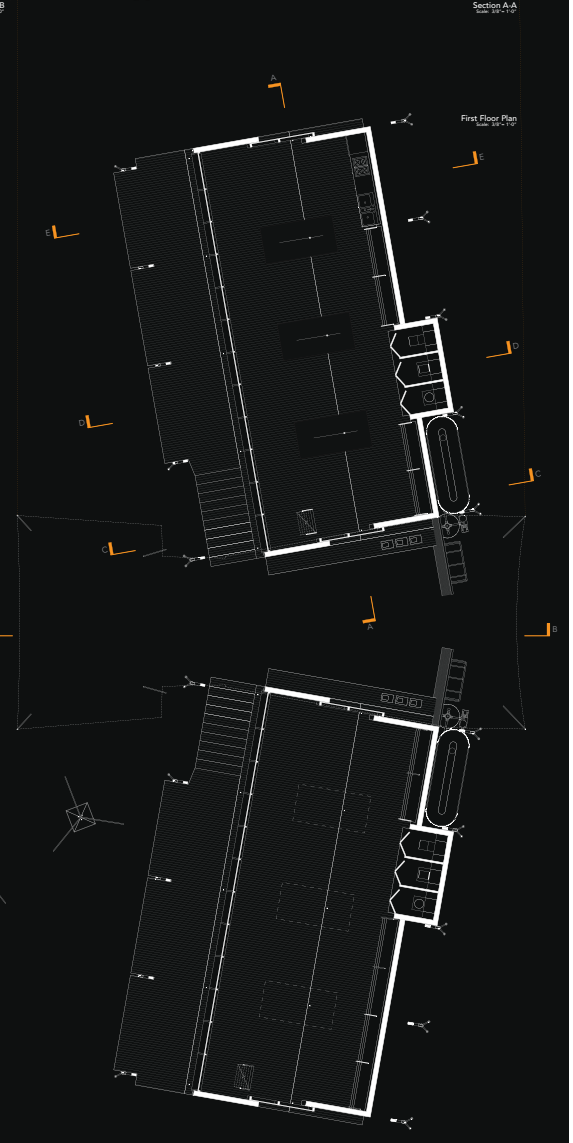 B
Section A-A
Scale: 3/8"= 1'-0"
A
First Floor Plan
Scale: 3/8"= 1'-0"
E
E
D
D
C
C
A
B